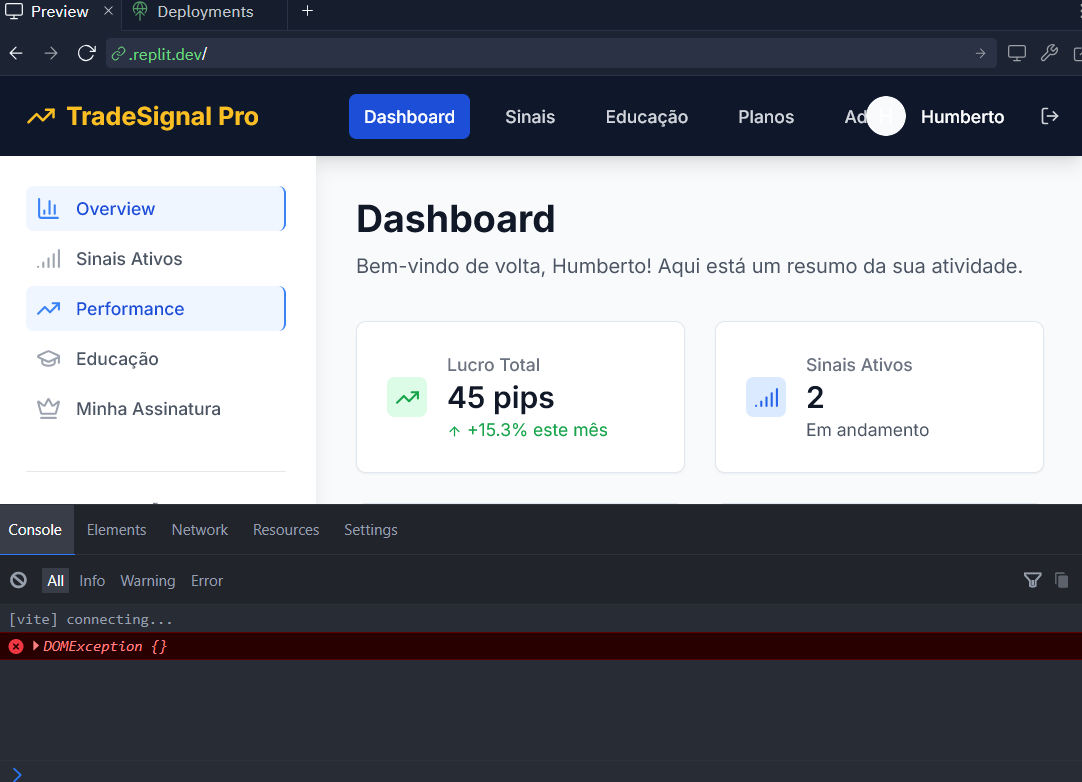 Preview
Deployments
.replit.dev/
TradeSignal Pro
Dashboard
Sinais
Educação
Planos
Ad
H
Humberto
Overview
Sinais Ativos
Performance
Educação
Minha Assinatura
Dashboard
Bem-vindo de volta, Humberto! Aqui está um resumo da sua atividade.
Lucro Total
45 pips
+15.3% este mês
Sinais Ativos
2
Em andamento
Console
Elements
Network
Resources
Settings
All
Info
Warning
Error
[vite] connecting...
DOMException {}